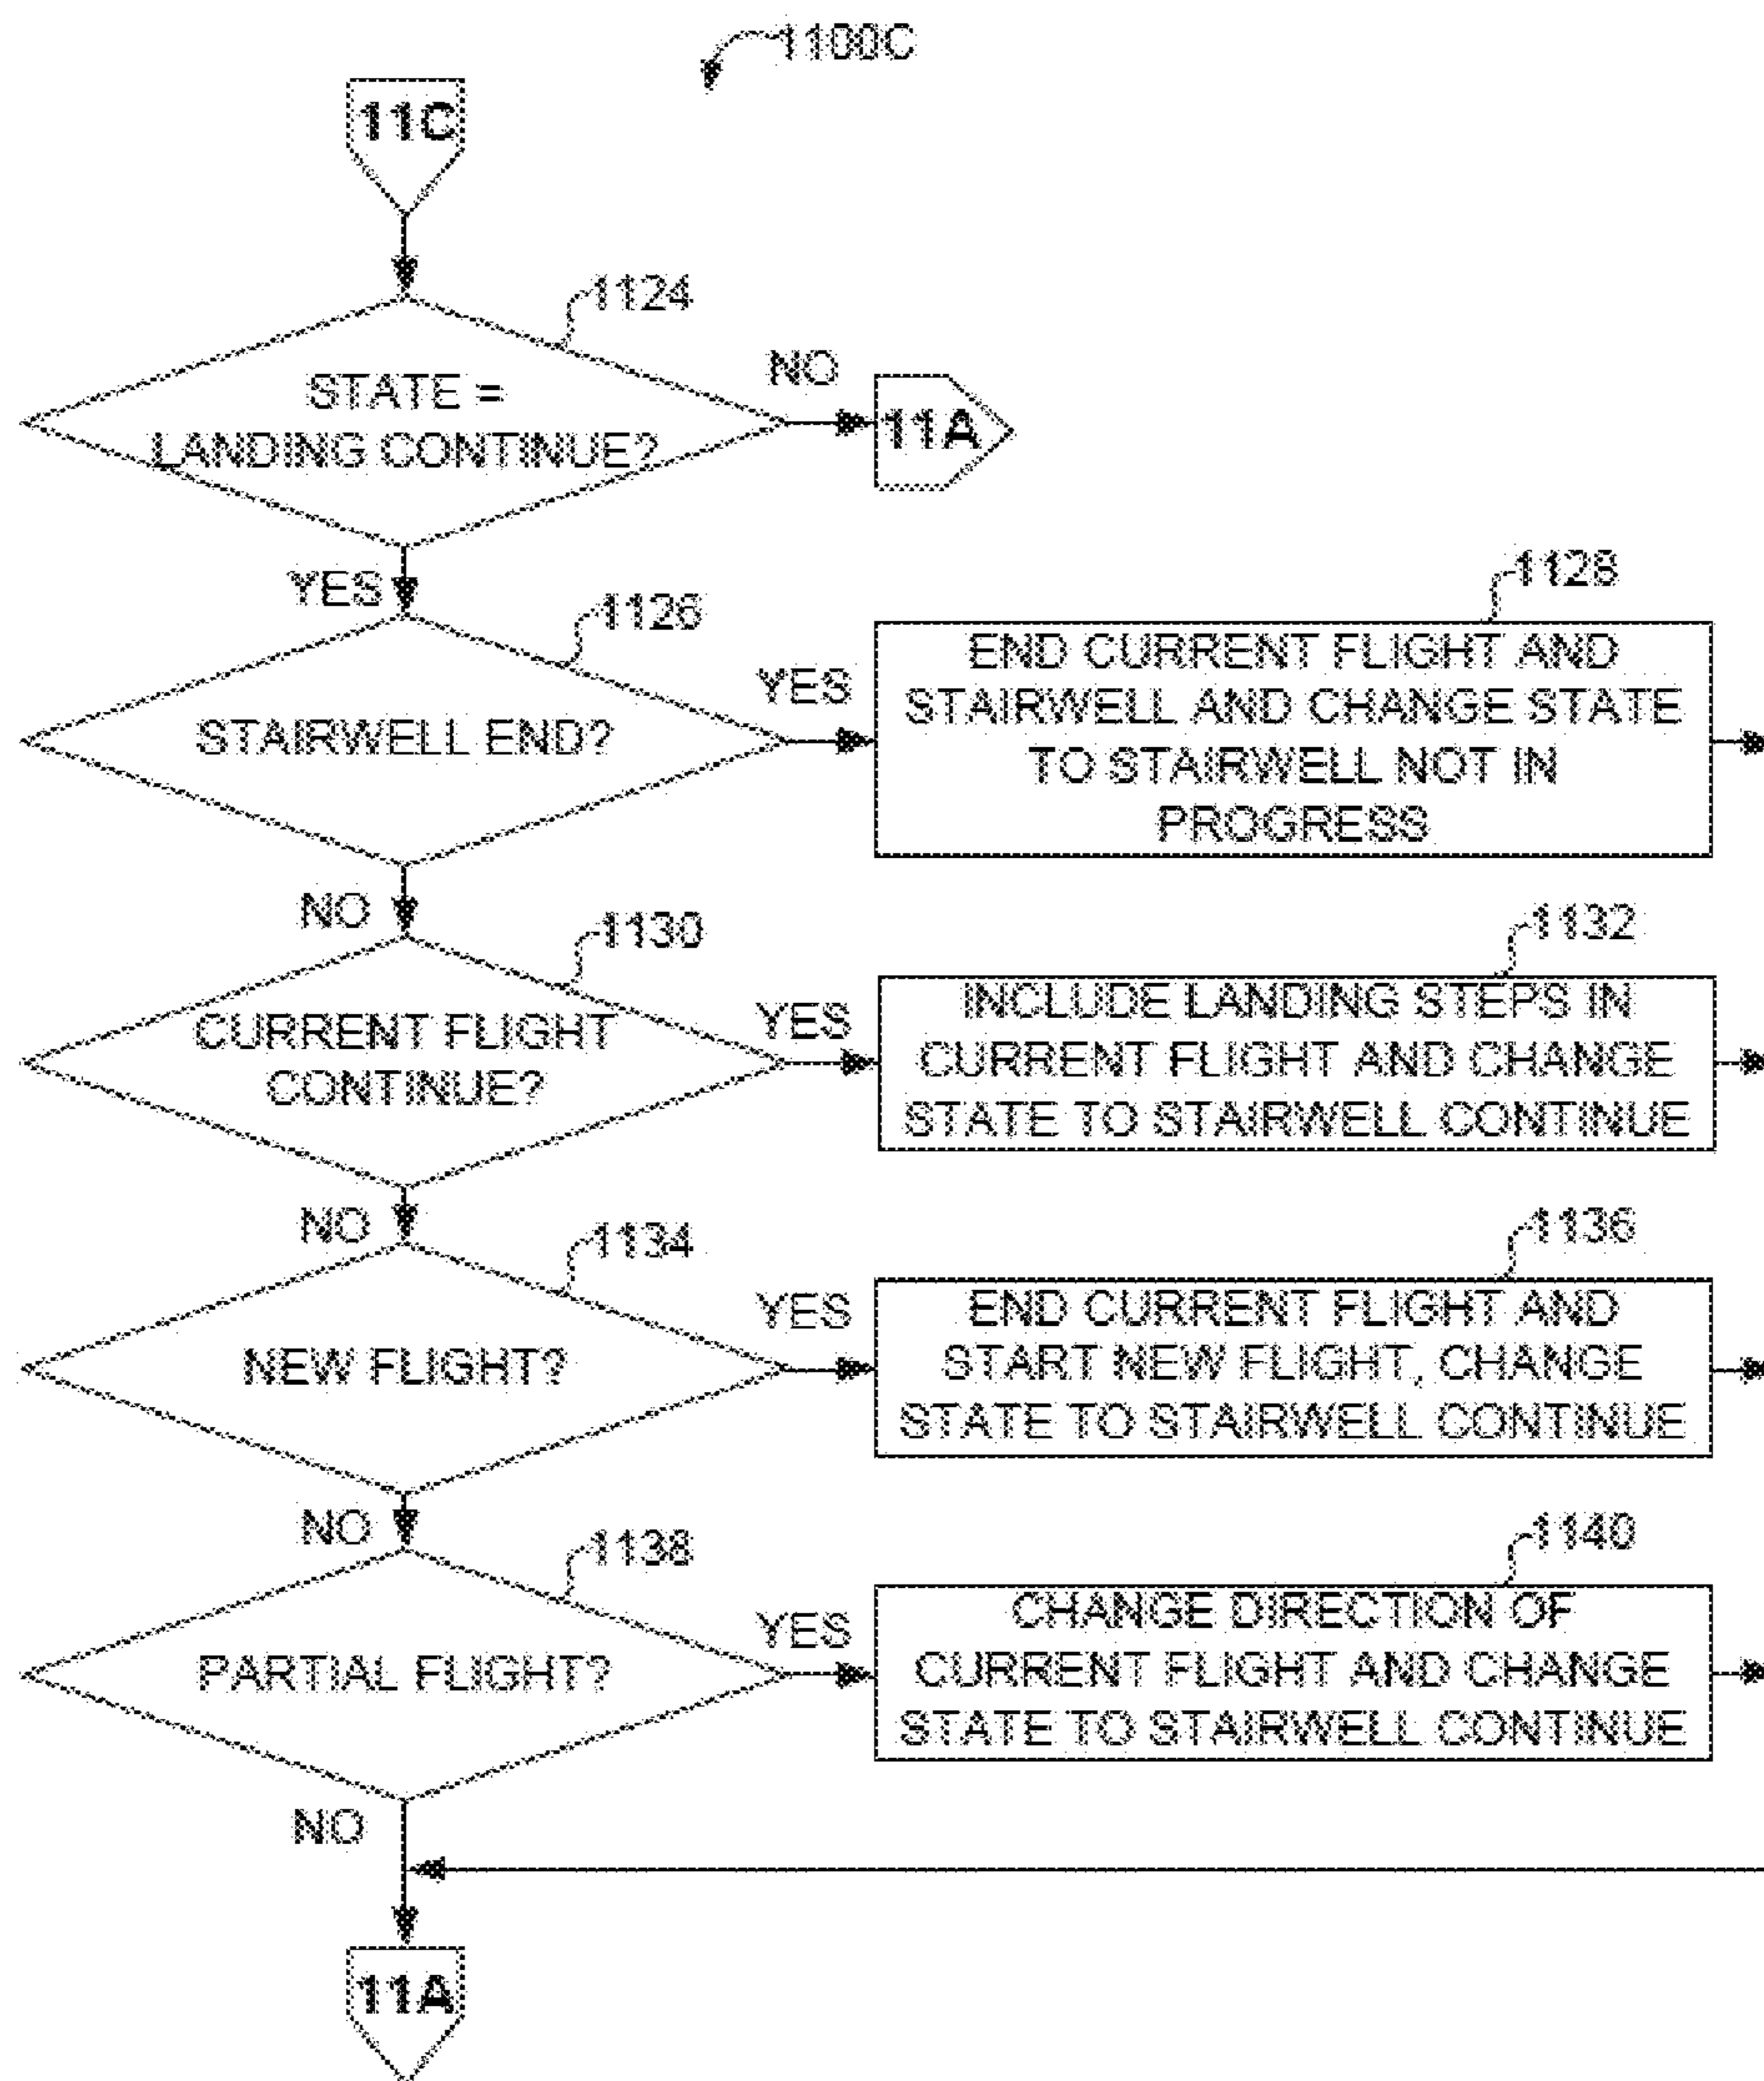 1100C
11C
1124
STATE =
LANDING CONTINUE?
NO
11A
YES
1126
STAIRWELL END?
YES
1128
END CURRENT FLIGHT AND
STAIRWELL AND CHANGE STATE
TO STAIRWELL NOT IN
PROGRESS
NO
1130
CURRENT FLIGHT
CONTINUE?
YES
1132
INCLUDE LANDING STEPS IN
CURRENT FLIGHT AND CHANGE
STATE TO STAIRWELL CONTINUE
NO
1134
NEW FLIGHT?
YES
1136
END CURRENT FLIGHT AND
START NEW FLIGHT, CHANGE
STATE TO STAIRWELL CONTINUE
NO
1138
PARTIAL FLIGHT?
YES
1140
CHANGE DIRECTION OF
CURRENT FLIGHT AND CHANGE
STATE TO STAIRWELL CONTINUE
NO
11A